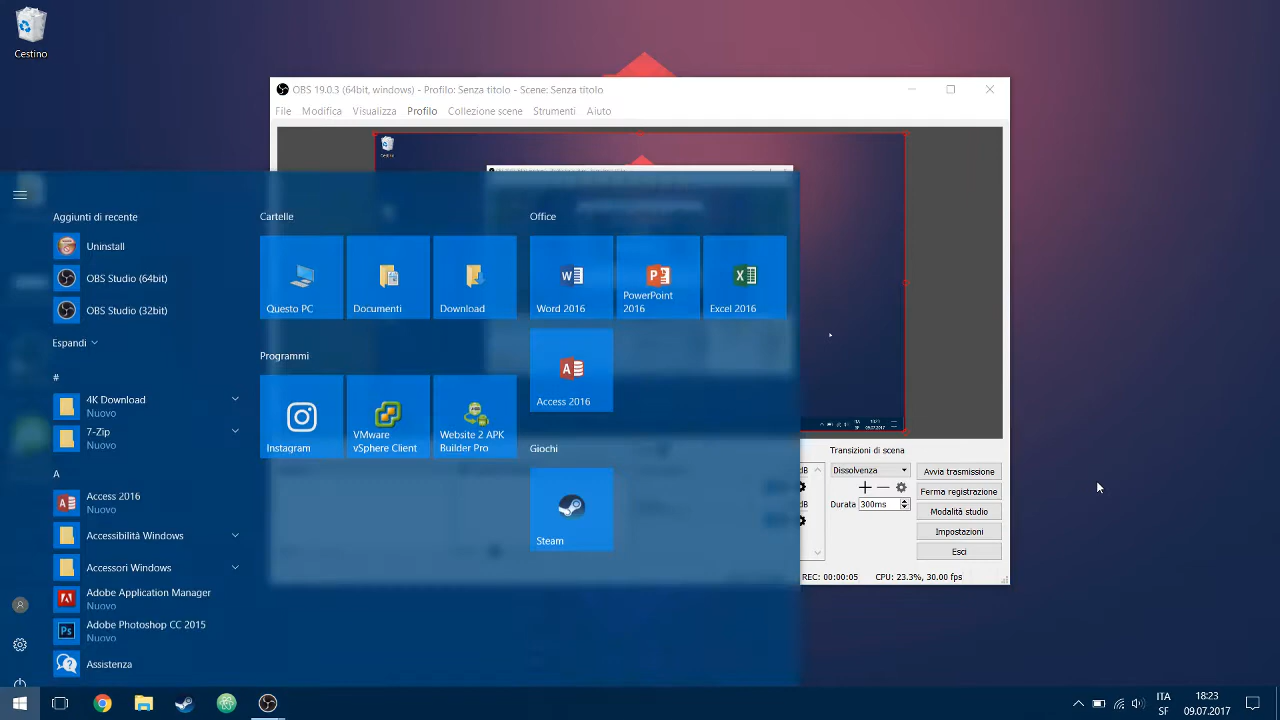 Cestino
OBS 19.0.3 (64bit, windows) - Profilo: Senza titolo - Scene: Senza titolo
File Modifica Visualizza Profilo Collezione scene Strumenti Aiuto
Cestino
Aggiunti di recente
Uninstall
OBS Studio (64bit)
OBS Studio (32bit)
Espandi
#
4K Download
Nuovo
7-Zip
Nuovo
A
Access 2016
Nuovo
Accessibilità Windows
Accessori Windows
Adobe Application Manager
Nuovo
Adobe Photoshop CC 2015
Nuovo
Assistenza
Cartelle
Questo PC
Documenti
Download
Programmi
Instagram
VMware
vSphere Client
Website 2 APK
Builder Pro
Office
Word 2016
PowerPoint
2016
Excel 2016
Access 2016
Giochi
Steam
dB
dB
Transizioni di scena
Dissolvenza
Durata 300ms
Avvia trasmissione
Ferma registrazione
Modalità studio
Impostazioni
Esci
REC: 00:00:05 CPU: 23.3%, 30.00 fps
ITA
SF
18:23
09.07.2017